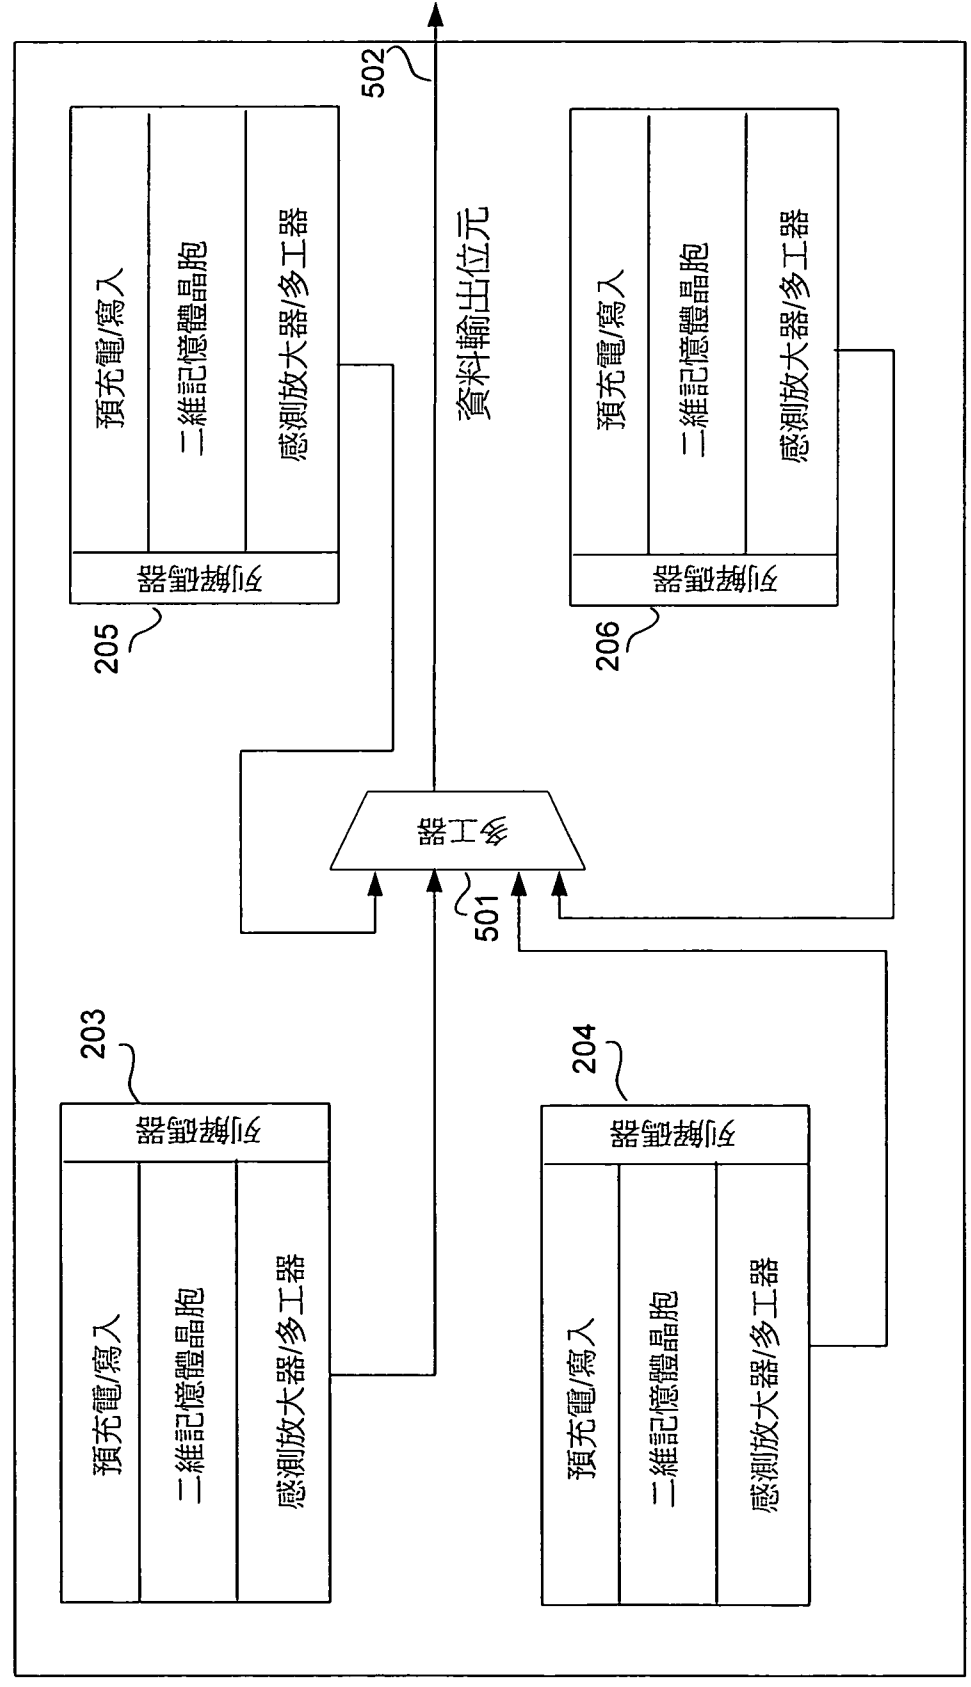 203
預充電/寫入
二維記憶體晶胞
感測放大器/多工器
列解碼器
205
列解碼器
預充電/寫入
二維記憶體晶胞
感測放大器/多工器
501
多工器
502
資料輸出位元
204
預充電/寫入
二維記憶體晶胞
感測放大器/多工器
列解碼器
206
列解碼器
預充電/寫入
二維記憶體晶胞
感測放大器/多工器